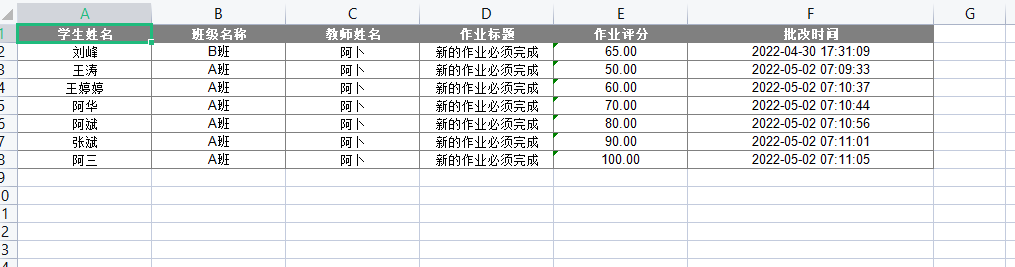 A B C D E F G
1 学生姓名 班级名称 教师姓名 作业标题 作业评分 批改时间
2 刘峰 B班 阿卜 新的作业必须完成 65.00 2022-04-30 17:31:09
3 王涛 A班 阿卜 新的作业必须完成 50.00 2022-05-02 07:09:33
4 王婷婷 A班 阿卜 新的作业必须完成 60.00 2022-05-02 07:10:37
5 阿华 A班 阿卜 新的作业必须完成 70.00 2022-05-02 07:10:44
6 阿斌 A班 阿卜 新的作业必须完成 80.00 2022-05-02 07:10:56
7 张斌 A班 阿卜 新的作业必须完成 90.00 2022-05-02 07:11:01
8 阿三 A班 阿卜 新的作业必须完成 100.00 2022-05-02 07:11:05
9
0
1
2
3